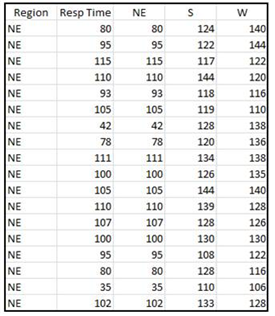 Region Resp Time NE S W
NE 80 80 124 140
NE 95 95 122 144
NE 115 115 117 122
NE 110 110 144 120
NE 93 93 118 116
NE 105 105 119 110
NE 42 42 128 138
NE 78 78 120 136
NE 111 111 134 138
NE 100 100 126 135
NE 105 105 144 140
NE 110 110 139 128
NE 107 107 128 126
NE 100 100 130 130
NE 95 95 108 122
NE 80 80 128 116
NE 35 35 110 106
NE 102 102 133 128